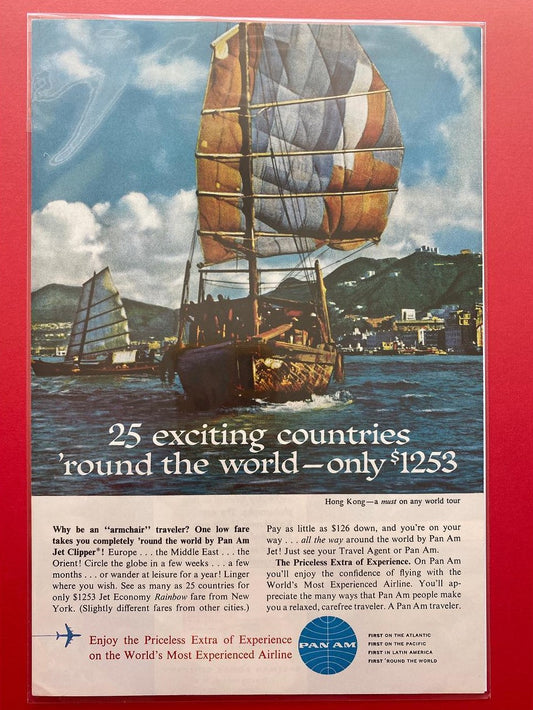 25 exciting countries
’round the world—only $1253
Hong Kong—a must on any world tour
Why be an “armchair” traveler? One low fare
takes you completely ’round the world by Pan Am
Jet Clipper®! Europe . . . the Middle East . . . the
Orient! Circle the globe in a few weeks . . . a few
months . . . or wander at leisure for a year! Linger
where you wish. See as many as 25 countries for
only $1253 Jet Economy Rainbow fare from New
York. (Slightly different fares from other cities.)
Pay as little as $126 down, and you’re on your
way . . . all the way around the world by Pan Am
Jet! Just see your Travel Agent or Pan Am.
The Priceless Extra of Experience. On Pan Am
you’ll enjoy the confidence of flying with the
World’s Most Experienced Airline. You’ll ap-
preciate the many ways that Pan Am people make
you a relaxed, carefree traveler. A Pan Am traveler.
Enjoy the Priceless Extra of Experience
on the World’s Most Experienced Airline
PAN AM
FIRST ON THE ATLANTIC
FIRST ON THE PACIFIC
FIRST IN LATIN AMERICA
FIRST ’ROUND THE WORLD